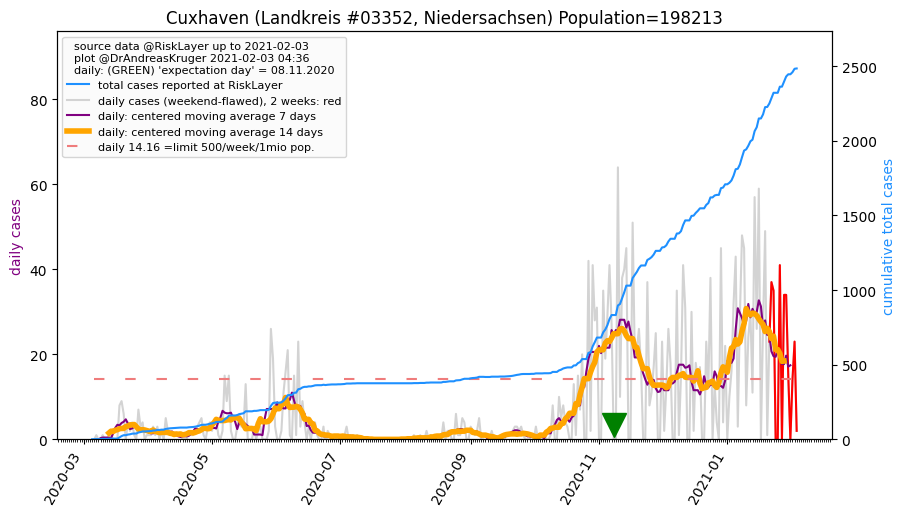 Cuxhaven (Landkreis #03352, Niedersachsen) Population=198213
source data @RiskLayer up to 2021-02-03
plot @DrAndreasKruger 2021-02-03 04:36
daily: (GREEN) 'expectation day' = 08.11.2020
total cases reported at RiskLayer
daily cases (weekend-flawed), 2 weeks: red
daily: centered moving average 7 days
daily: centered moving average 14 days
daily 14.16 =limit 500/week/1mio pop.
daily cases
80
60
40
20
0
cumulative total cases
2500
2000
1500
1000
500
0
2020-03
2020-05
2020-07
2020-09
2020-11
2021-01